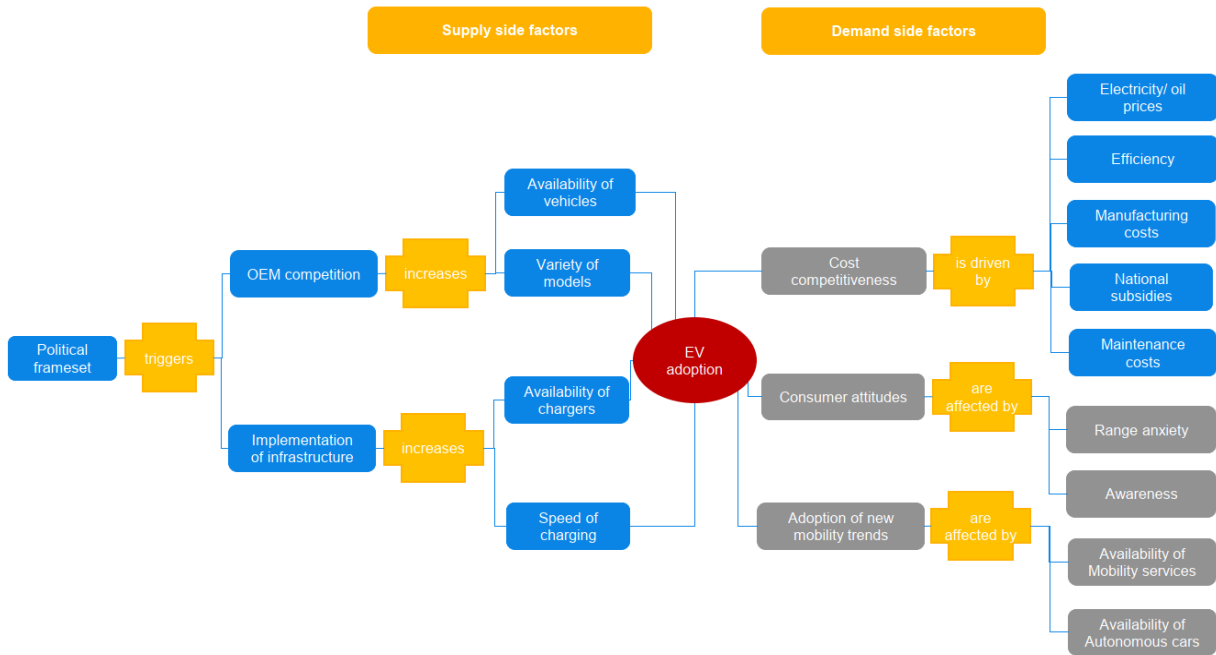 Supply side factors
Demand side factors
Political
frameset
triggers
OEM competition
increases
Availability of
vehicles
Variety of
models
Implementation
of infrastructure
increases
Availability of
chargers
Speed of
charging
EV
adoption
Cost
competitiveness
is driven
by
Electricity/ oil
prices
Efficiency
Manufacturing
costs
National
subsidies
Maintenance
costs
Consumer attitudes
are
affected by
Range anxiety
Awareness
Adoption of new
mobility trends
are
affected by
Availability of
Mobility services
Availability of
Autonomous cars